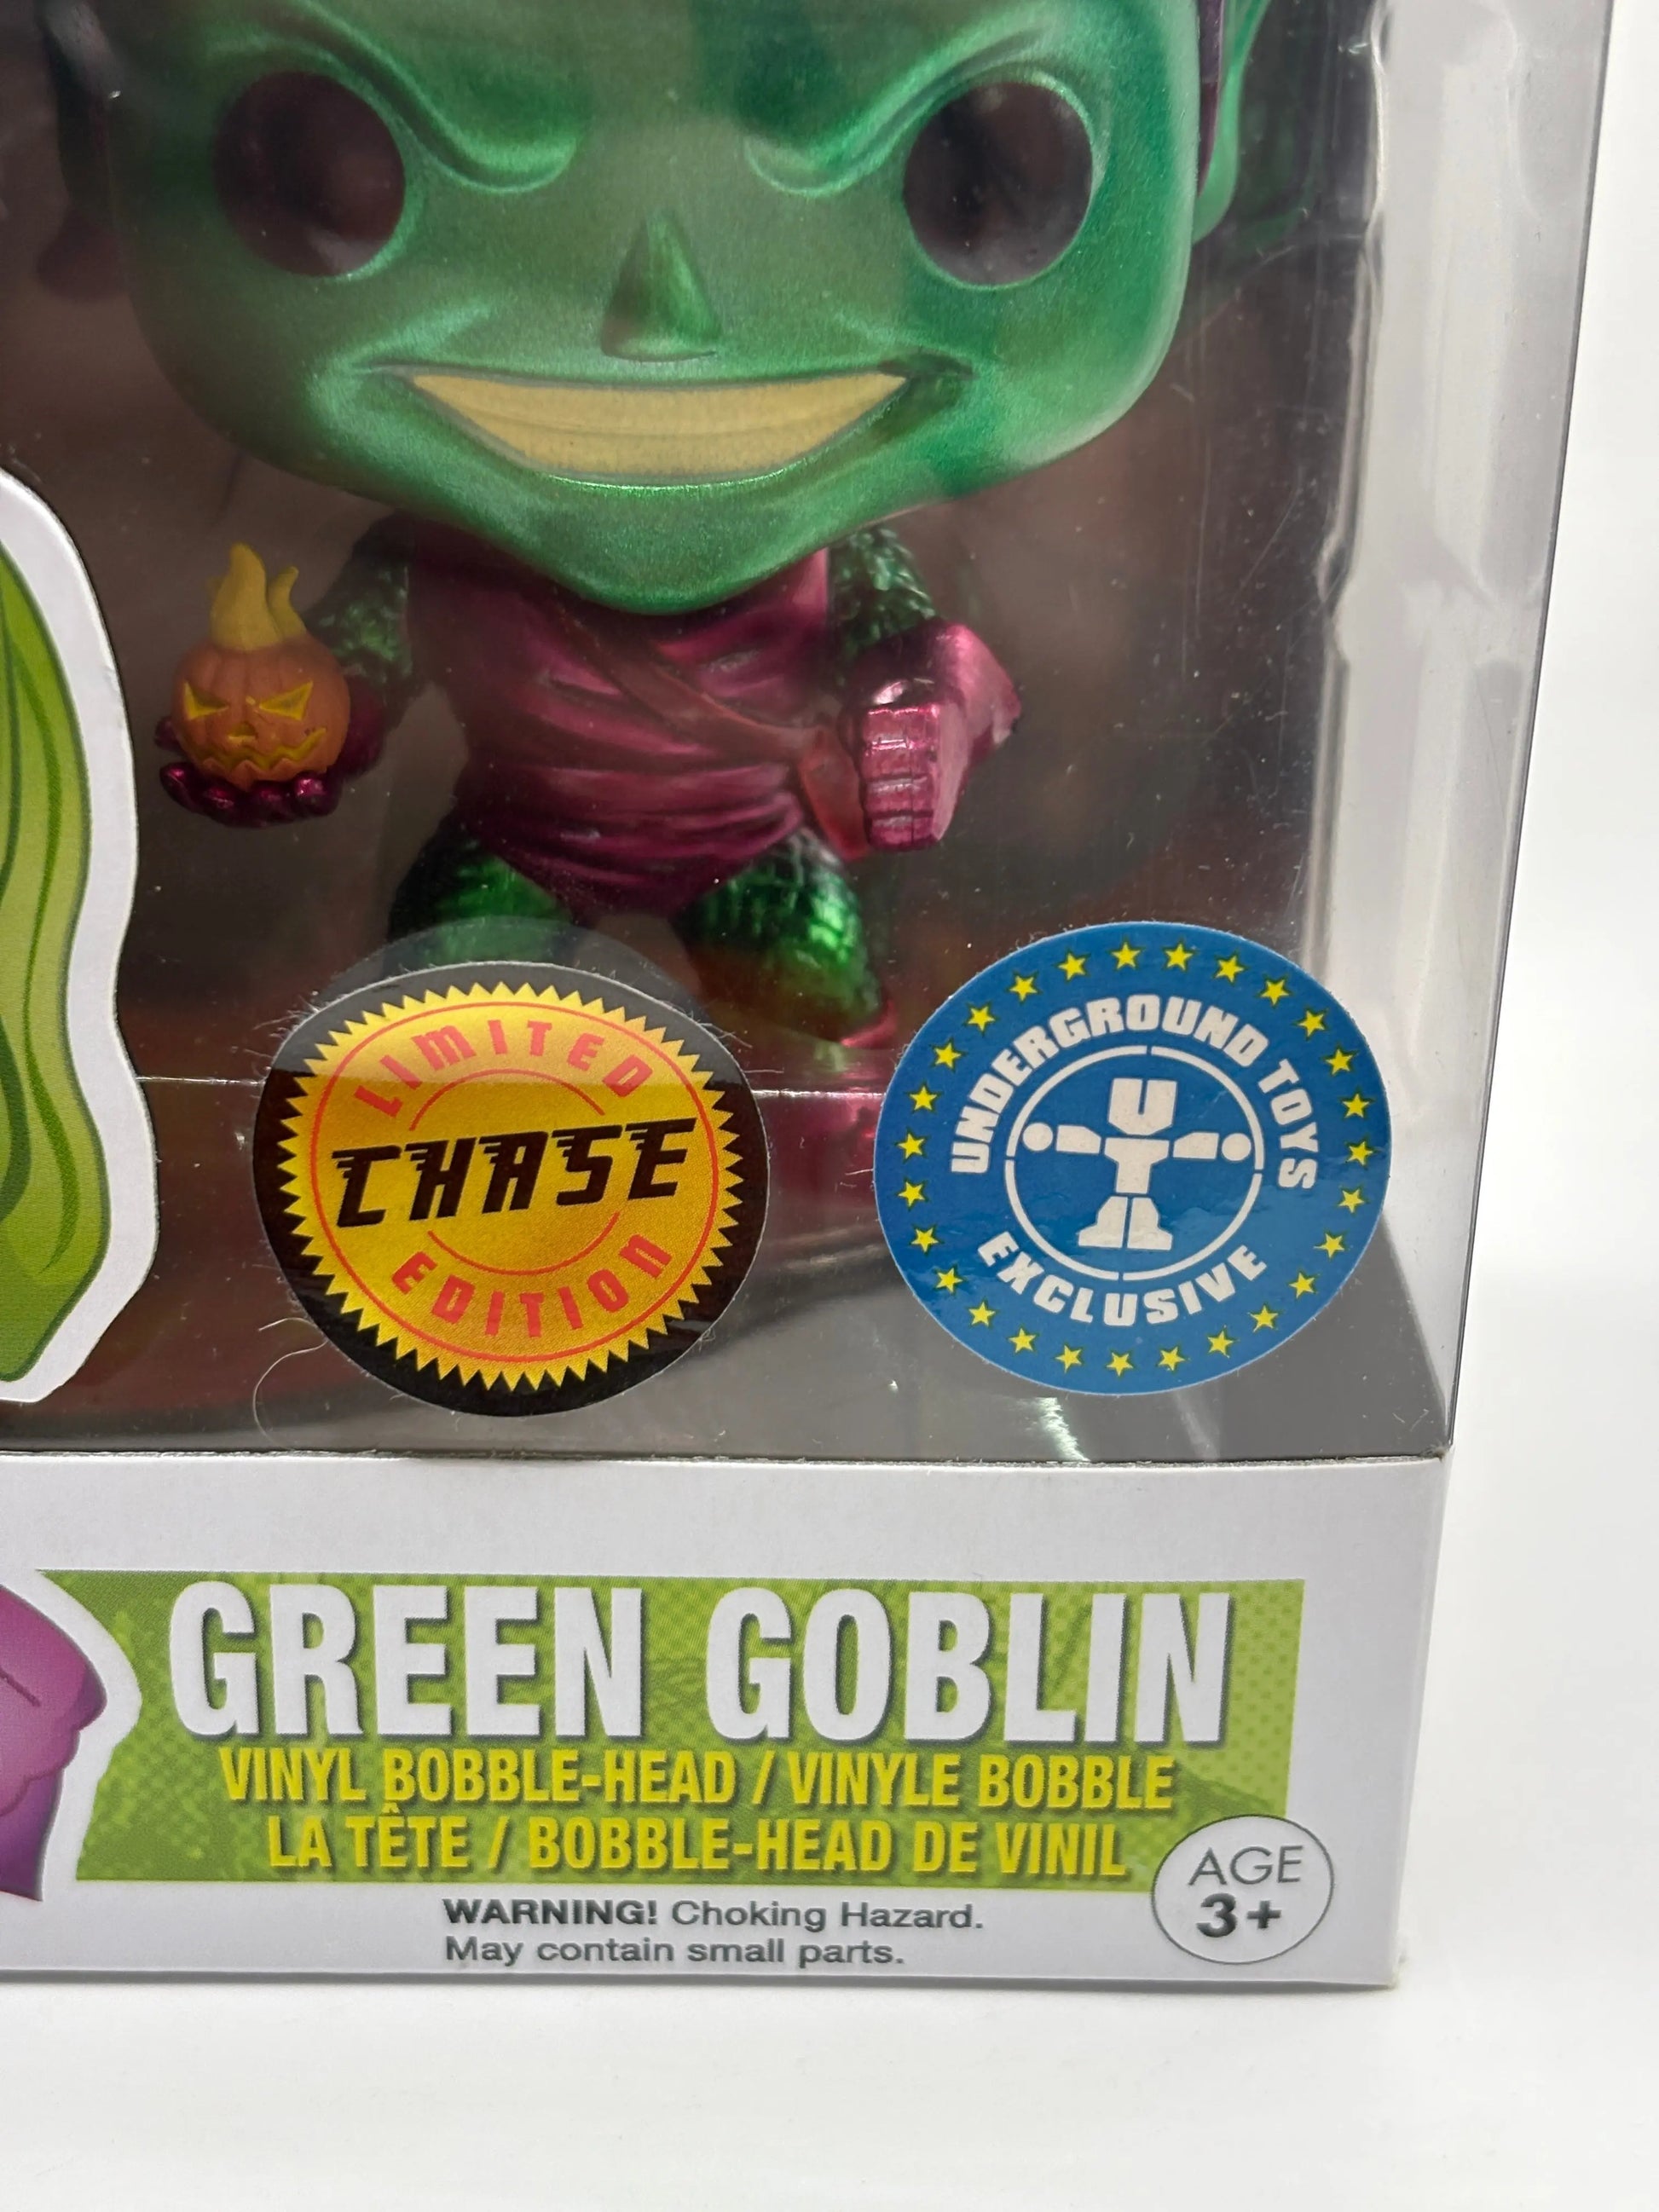 LIMITED
CHASE
EDITION
UNDERGROUND TOYS
U
EXCLUSIVE
GREEN GOBLIN
VINYL BOBBLE-HEAD / VINYLE BOBBLE
LA TÊTE / BOBBLE-HEAD DE VINIL
AGE
3+
WARNING! Choking Hazard.
May contain small parts.